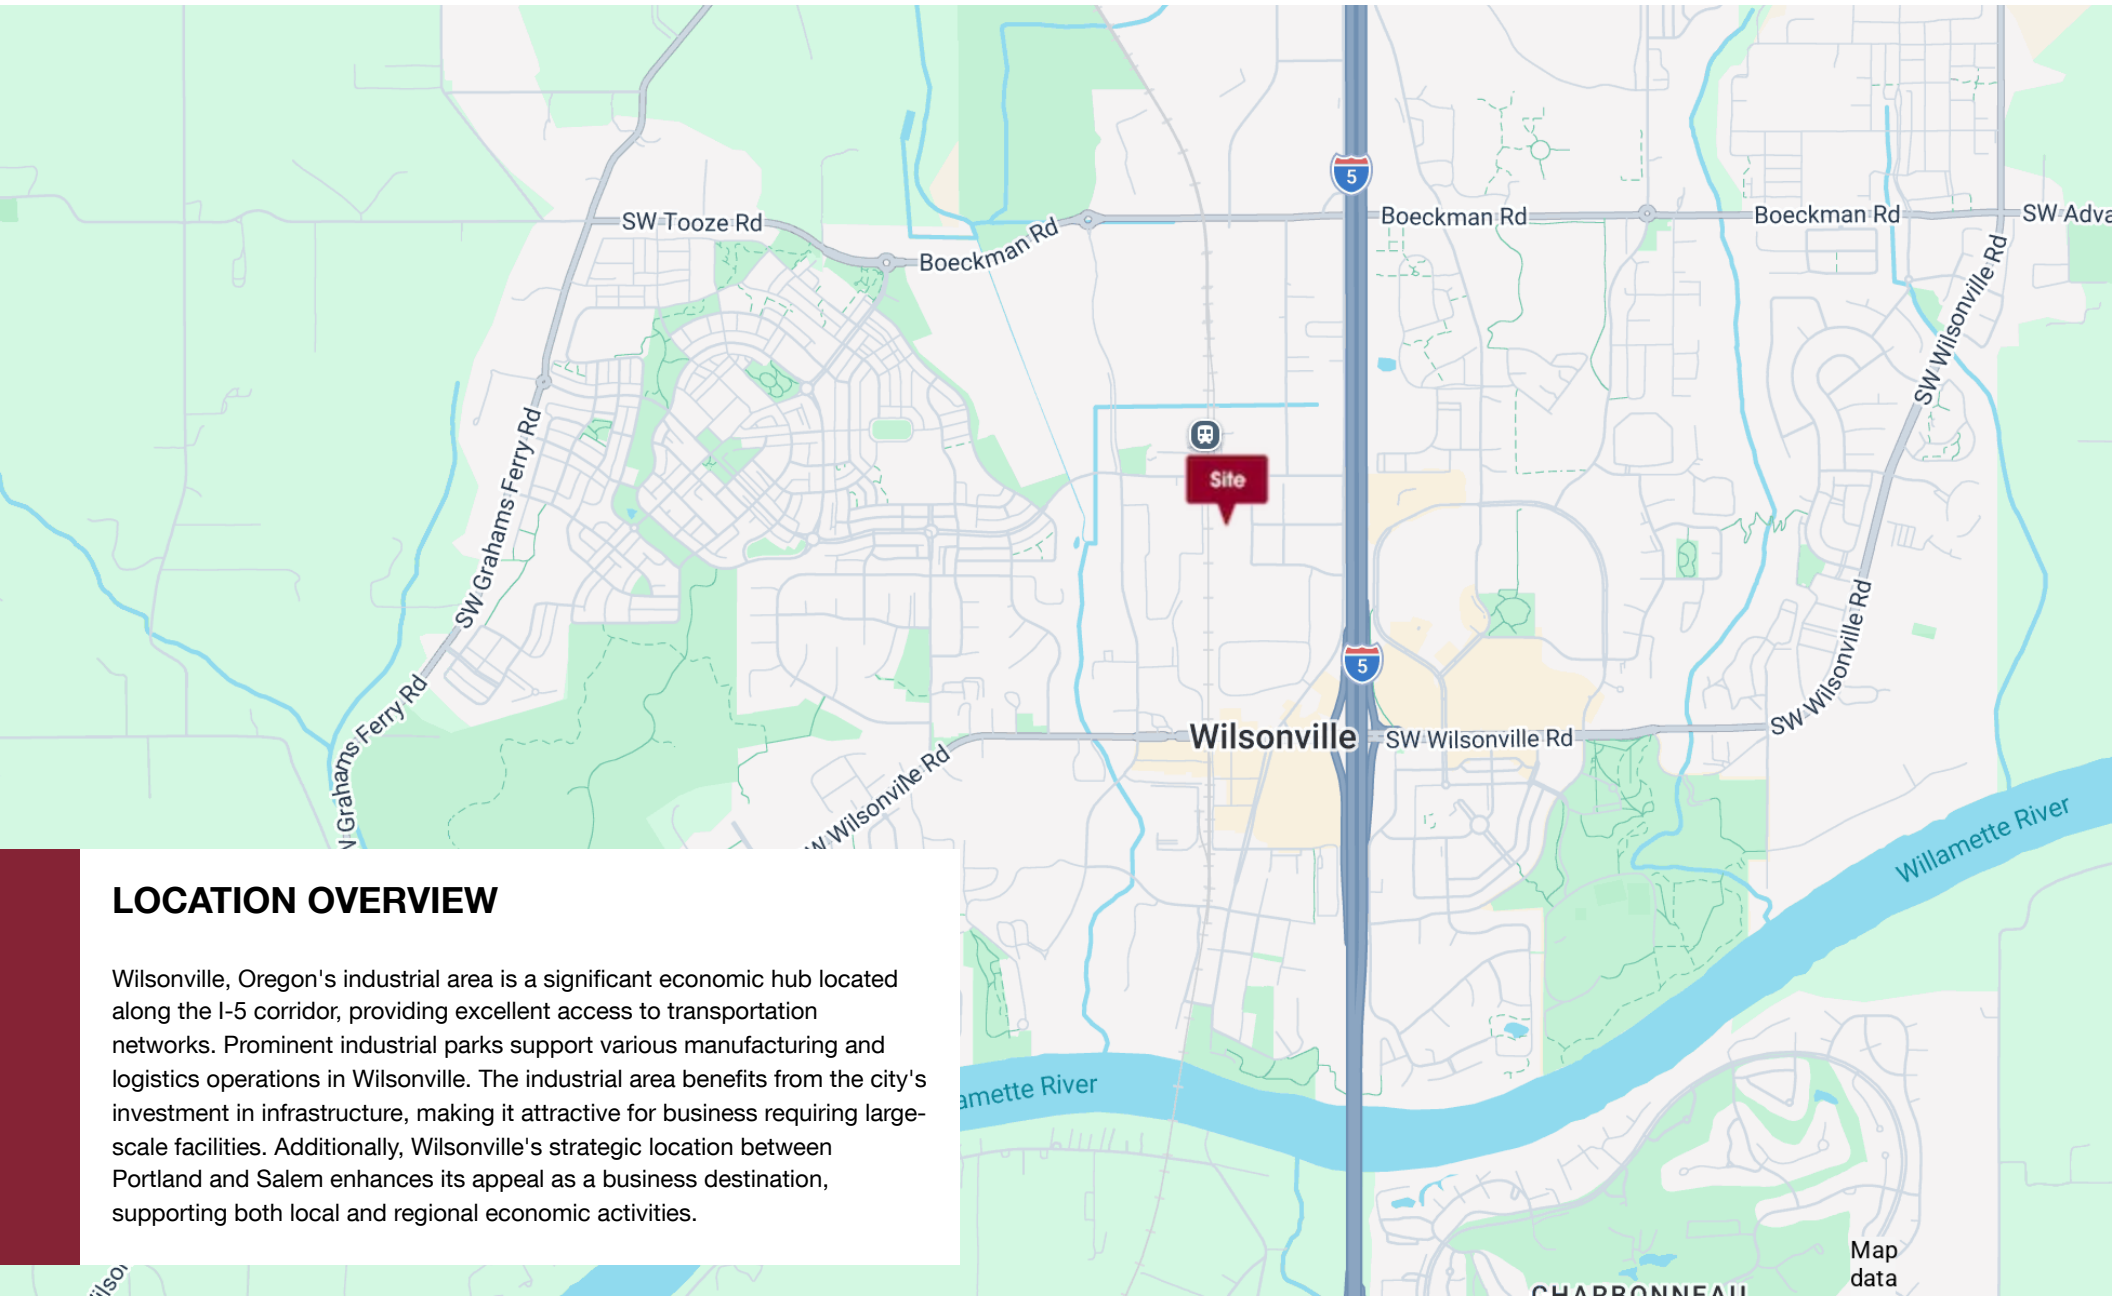 5
SW Tooze Rd
Boeckman Rd
Boeckman Rd
Boeckman Rd
SW Adva
SW Wilsonville Rd
Site
SW Grahams Ferry Rd
SW Wilsonville Rd
5
Grahams Ferry Rd
Wilsonville
SW Wilsonville Rd
W Wilsonville Rd
Willamette River
LOCATION OVERVIEW
Wilsonville, Oregon's industrial area is a significant economic hub located
along the I-5 corridor, providing excellent access to transportation
networks. Prominent industrial parks support various manufacturing and
logistics operations in Wilsonville. The industrial area benefits from the city's
investment in infrastructure, making it attractive for business requiring large-
scale facilities. Additionally, Wilsonville's strategic location between
Portland and Salem enhances its appeal as a business destination,
supporting both local and regional economic activities.
amette River
Map
data
CHARBONNEAU